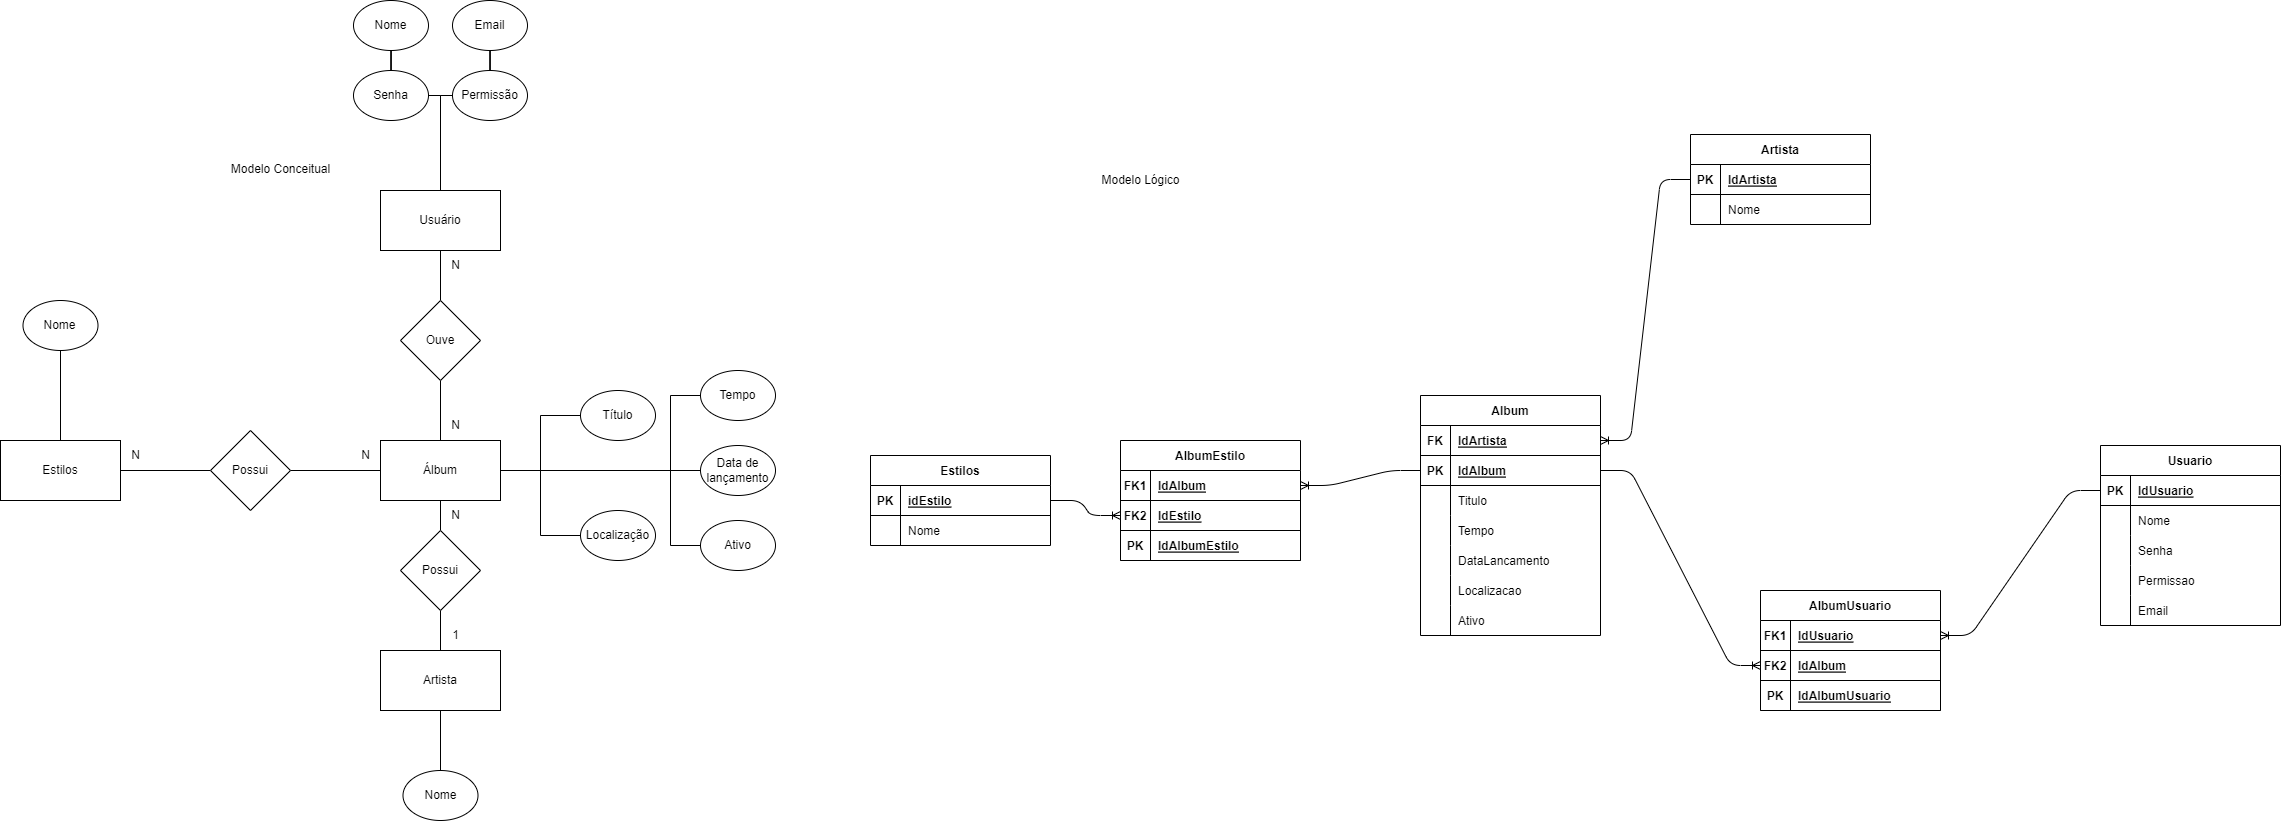 Nome
Email
Senha
Permissão
Modelo Conceitual
Usuário
N
Ouve
N
Nome
Estilos
N
Possui
N
Álbum
Título
Localização
Tempo
Data de
lançamento
Ativo
N
Possui
1
Artista
Nome
Modelo Lógico
Artista
PK IdArtista
Nome
Estilos
PK idEstilo
Nome
AlbumEstilo
FK1 IdAlbum
FK2 IdEstilo
PK IdAlbumEstilo
Album
FK IdArtista
PK IdAlbum
Titulo
Tempo
DataLancamento
Localizacao
Ativo
AlbumUsuario
FK1 IdUsuario
FK2 IdAlbum
PK IdAlbumUsuario
Usuario
PK IdUsuario
Nome
Senha
Permissao
Email